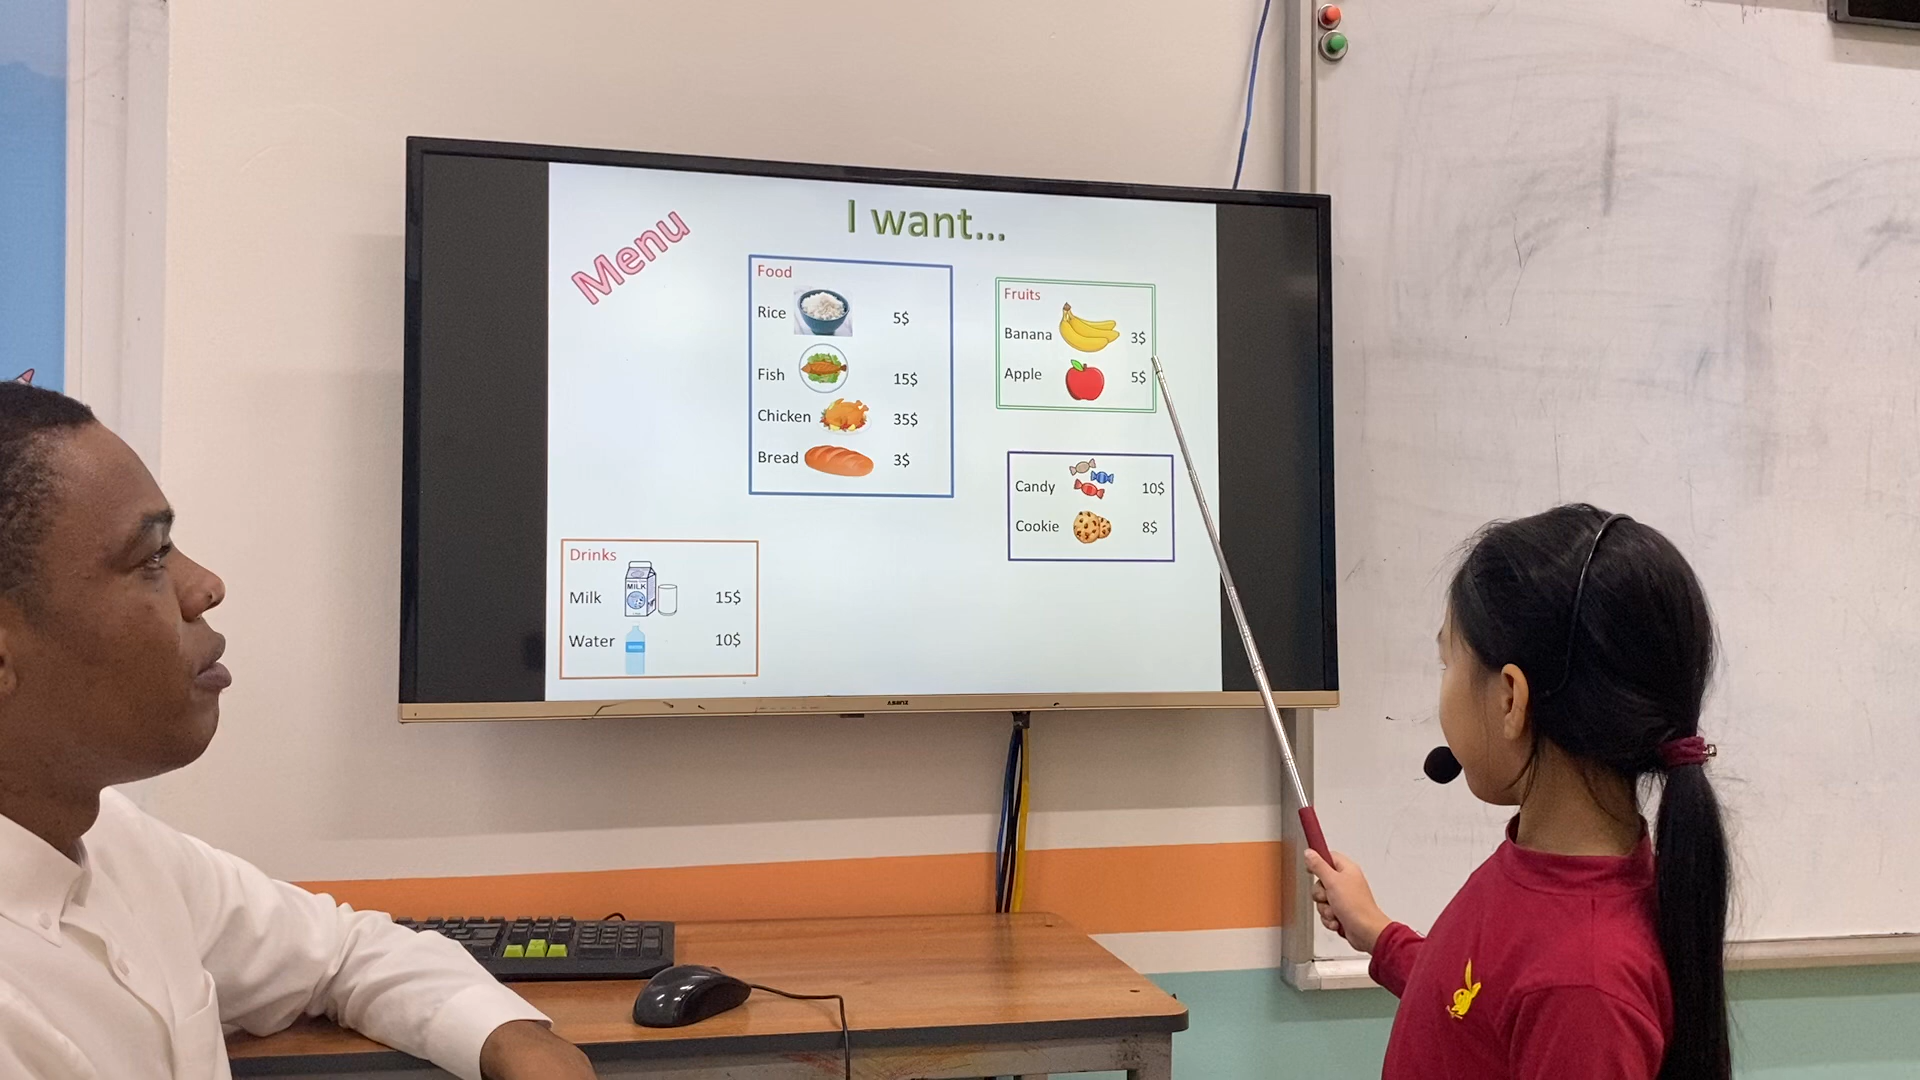 Menu
I want...
Food
Rice 5$
Fish 15$
Chicken 35$
Bread 3$
Fruits
Banana 3$
Apple 5$
Candy 10$
Cookie 8$
Drinks
Milk 15$
MILK
Water 10$